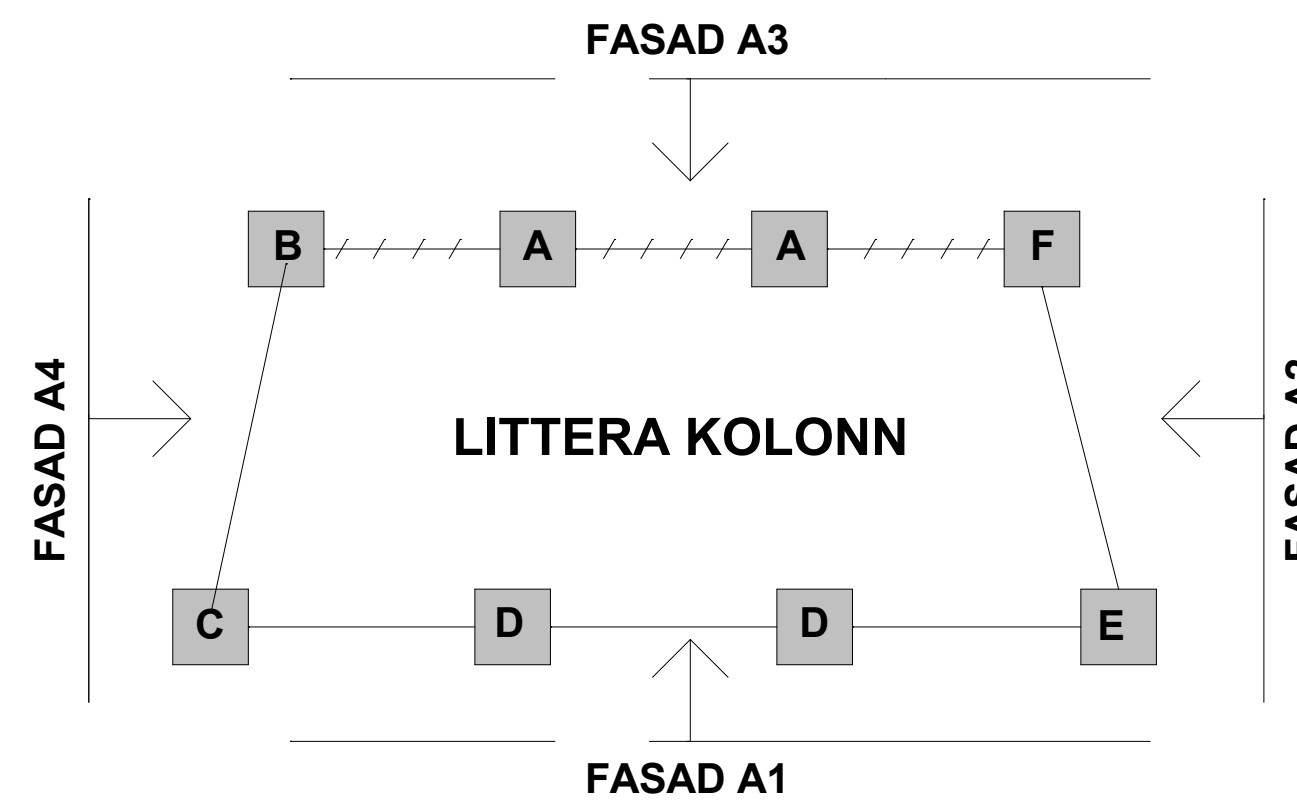 FASAD A3
B A A F
FASAD A4
LITTERA KOLONN
C D D E
FASAD A1